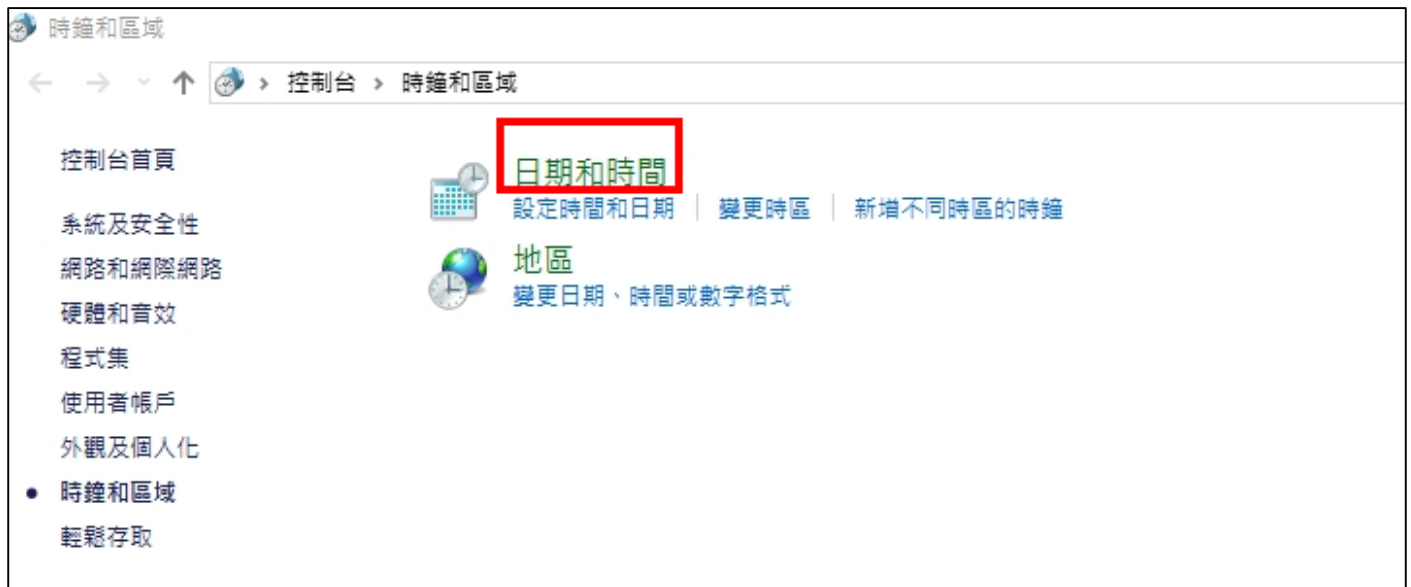 時鐘和區域
控制台 › 時鐘和區域
控制台首頁
系統及安全性
網路和網際網路
硬體和音效
程式集
使用者帳戶
外觀及個人化
時鐘和區域
輕鬆存取
日期和時間
設定時間和日期 | 變更時區 | 新增不同時區的時鐘
地區
變更日期、時間或數字格式